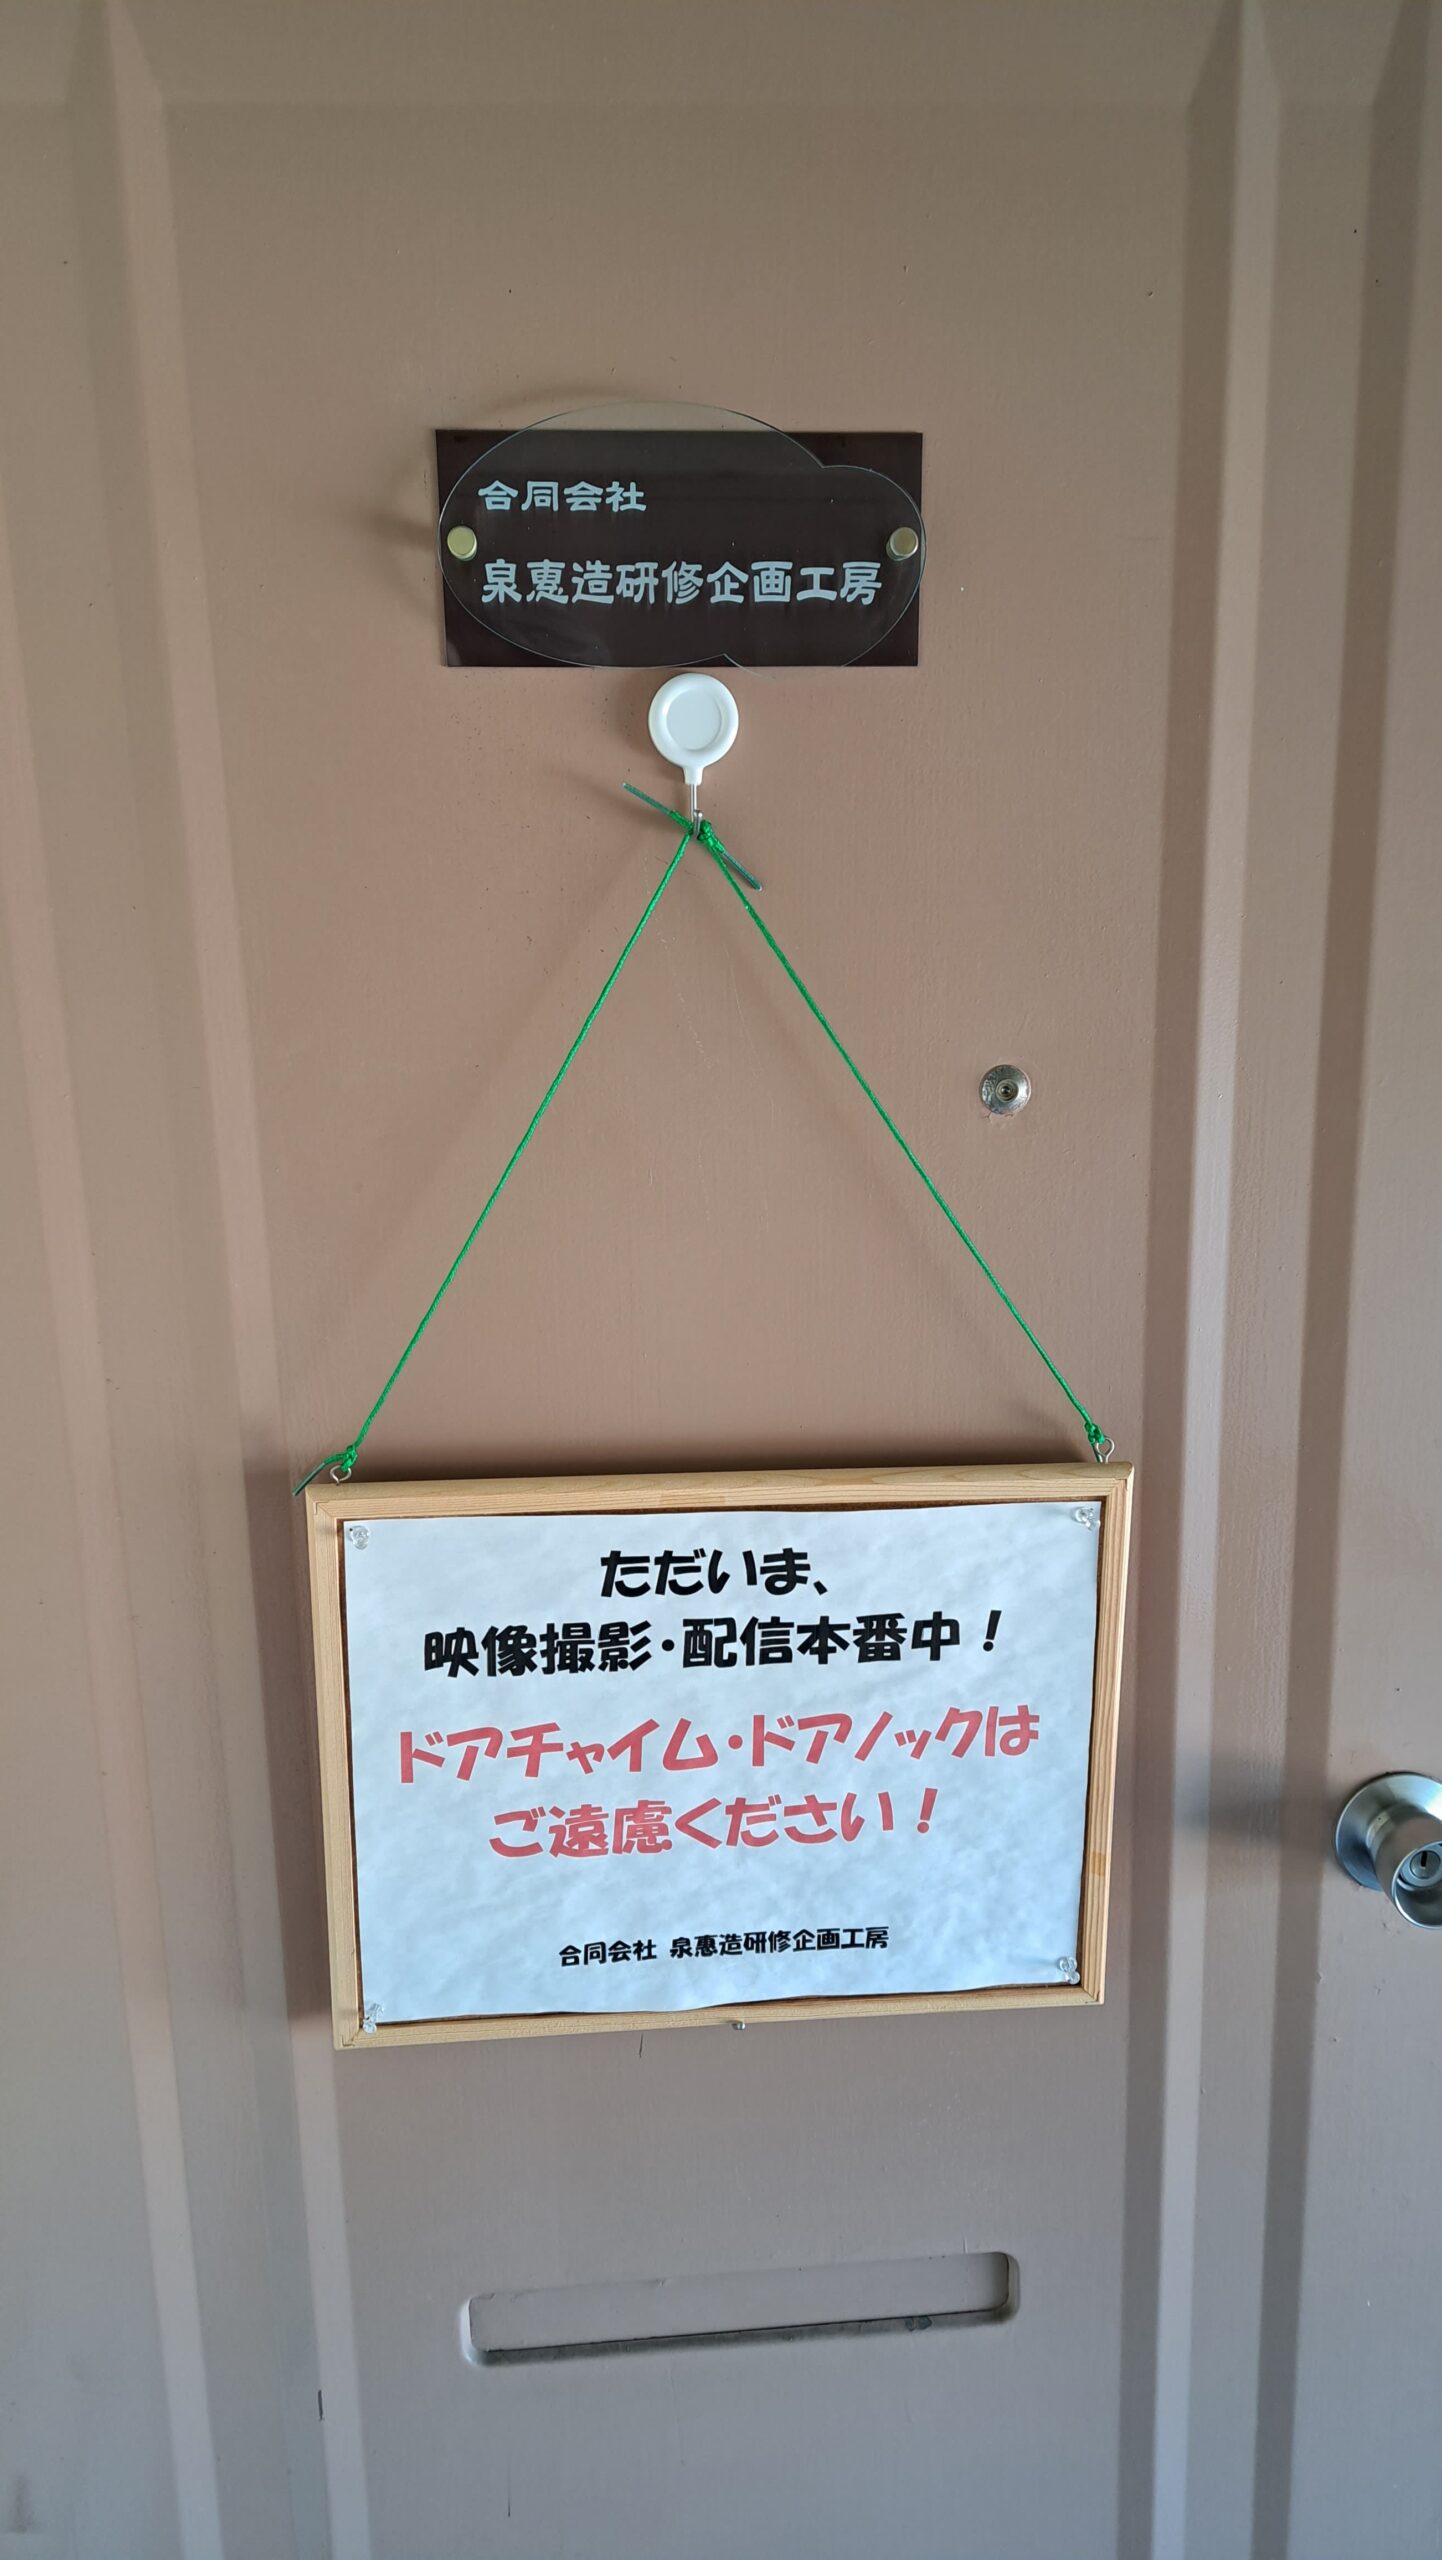 合同会社
泉恵造研修企画工房
ただいま、
映像撮影・配信本番中！
ドアチャイム・ドアノックは
ご遠慮ください！
合同会社 泉惠造研修企画工房